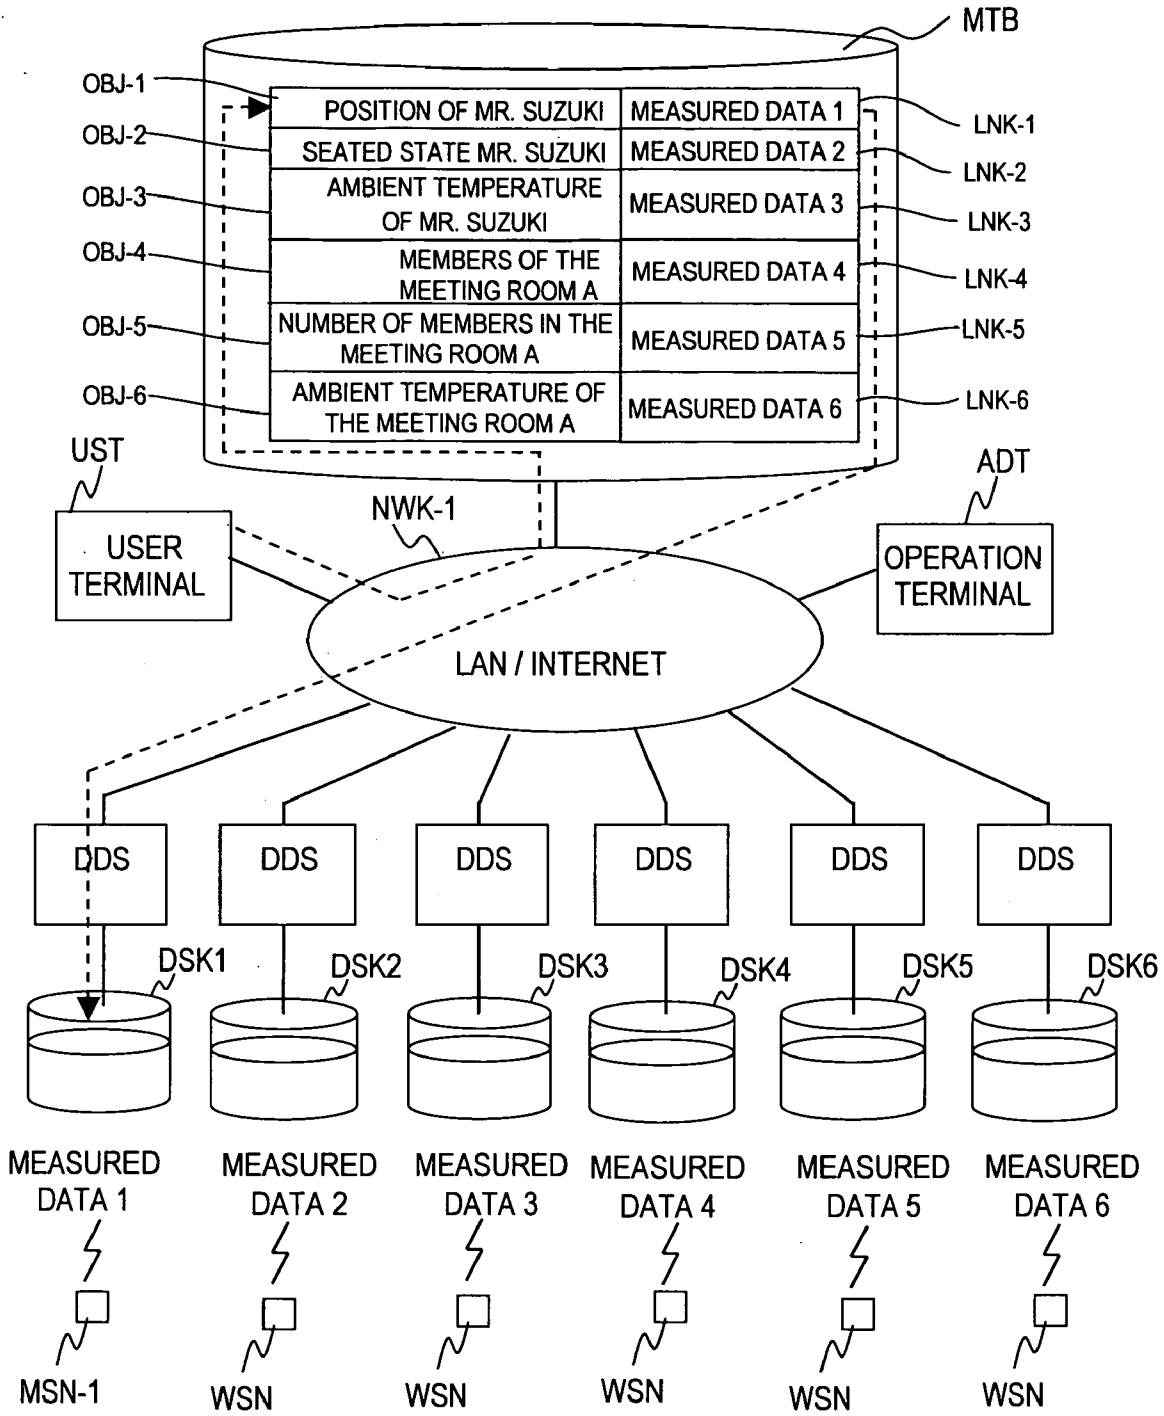 MTB
OBJ-1
POSITION OF MR. SUZUKI
MEASURED DATA 1
LNK-1
OBJ-2
SEATED STATE MR. SUZUKI
MEASURED DATA 2
LNK-2
OBJ-3
AMBIENT TEMPERATURE
OF MR. SUZUKI
MEASURED DATA 3
LNK-3
OBJ-4
MEMBERS OF THE
MEETING ROOM A
MEASURED DATA 4
LNK-4
OBJ-5
NUMBER OF MEMBERS IN THE
MEETING ROOM A
MEASURED DATA 5
LNK-5
OBJ-6
AMBIENT TEMPERATURE OF
THE MEETING ROOM A
MEASURED DATA 6
LNK-6
UST
USER
TERMINAL
NWK-1
ADT
OPERATION
TERMINAL
LAN / INTERNET
DDS
DDS
DDS
DDS
DDS
DDS
DSK1
DSK2
DSK3
DSK4
DSK5
DSK6
MEASURED
DATA 1
MEASURED
DATA 2
MEASURED
DATA 3
MEASURED
DATA 4
MEASURED
DATA 5
MEASURED
DATA 6
MSN-1
WSN
WSN
WSN
WSN
WSN